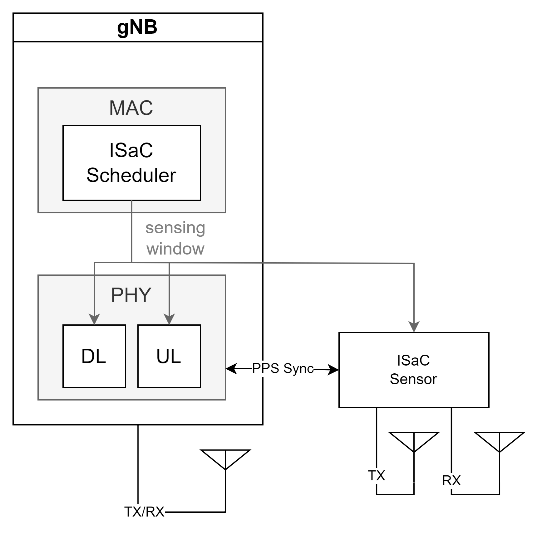 gNB
MAC
ISaC
Scheduler
sensing
window
PHY
DL
UL
PPS Sync
ISaC
Sensor
TX
RX
TX/RX